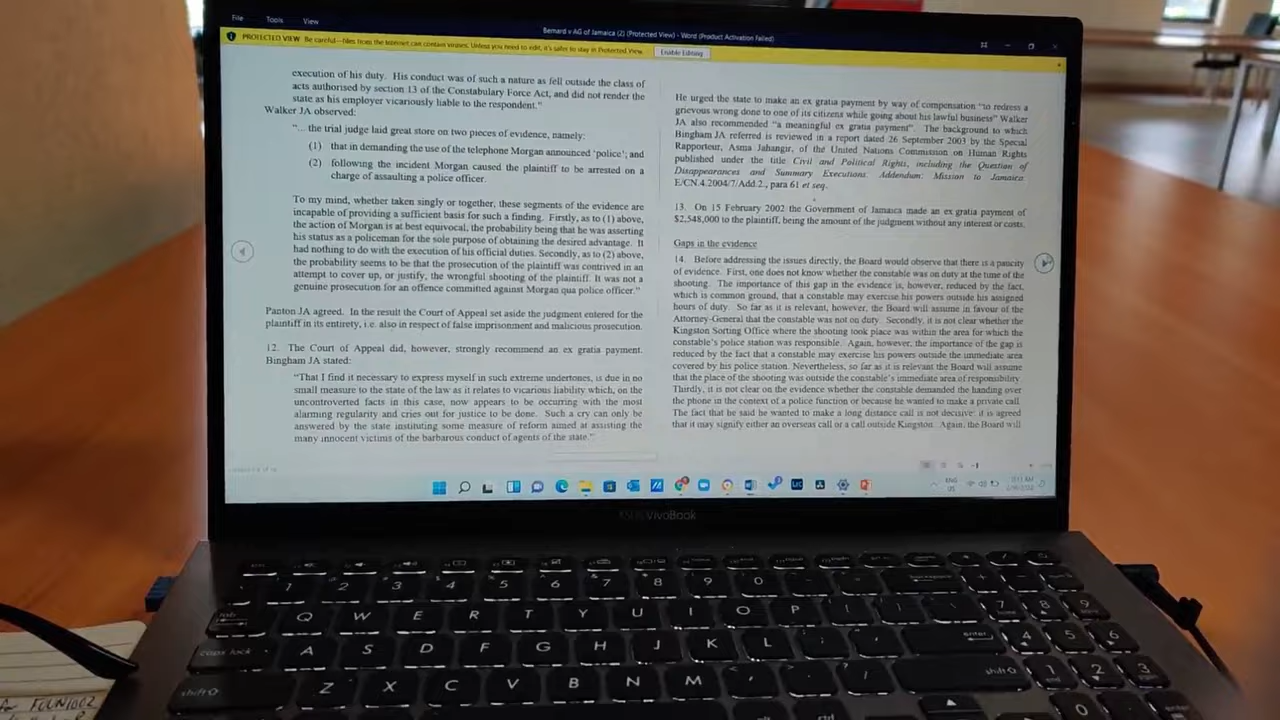 File Tools View
Bernard v AG of Jamaica (2) (Protected View) - Word (Product Activation Failed)
PROTECTED VIEW Be careful—files from the Internet can contain viruses. Unless you need to edit, it's safer to stay in Protected View. Enable Editing
execution of his duty. His conduct was of such a nature as fell outside the class of
acts authorised by section 13 of the Constabulary Force Act, and did not render the
state as his employer vicariously liable to the respondent."
Walker JA observed:
"... the trial judge laid great store on two pieces of evidence, namely:
(1) that in demanding the use of the telephone Morgan announced 'police'; and
(2) following the incident Morgan caused the plaintiff to be arrested on a
charge of assaulting a police officer.
To my mind, whether taken singly or together, these segments of the evidence are
incapable of providing a sufficient basis for such a finding. Firstly, as to (1) above,
the action of Morgan is at best equivocal, the probability being that he was asserting
his status as a policeman for the sole purpose of obtaining the desired advantage. It
had nothing to do with the execution of his official duties. Secondly, as to (2) above,
the probability seems to be that the prosecution of the plaintiff was contrived in an
attempt to cover up, or justify, the wrongful shooting of the plaintiff. It was not a
genuine prosecution for an offence committed against Morgan qua police officer."
Panton JA agreed. In the result the Court of Appeal set aside the judgment entered for the
plaintiff in its entirety, i.e. also in respect of false imprisonment and malicious prosecution.
12. The Court of Appeal did, however, strongly recommend an ex gratia payment.
Bingham JA stated:
"That I find it necessary to express myself in such extreme undertones, is due in no
small measure to the state of the law as it relates to vicarious liability which, on the
uncontroverted facts in this case, now appears to be occurring with the most
alarming regularity and cries out for justice to be done. Such a cry can only be
answered by the state instituting some measure of reform aimed at assisting the
many innocent victims of the barbarous conduct of agents of the state."
He urged the state to make an ex gratia payment by way of compensation "to redress a
grievous wrong done to one of its citizens while going about his lawful business" Walker
JA also recommended "a meaningful ex gratia payment". The background to which
Bingham JA referred is reviewed in a report dated 26 September 2003 by the Special
Rapporteur, Asma Jahangir, of the United Nations Commission on Human Rights
published under the title Civil and Political Rights, including the Question of
Disappearances and Summary Executions: Addendum: Mission to Jamaica:
E/CN.4.2004/7/Add.2., para 61 et seq.
13. On 15 February 2002 the Government of Jamaica made an ex gratia payment of
$2,548,000 to the plaintiff, being the amount of the judgment without any interest or costs.
Gaps in the evidence
14. Before addressing the issues directly, the Board would observe that there is a paucity
of evidence. First, one does not know whether the constable was on duty at the time of the
shooting. The importance of this gap in the evidence is, however, reduced by the fact,
which is common ground, that a constable may exercise his powers outside his assigned
hours of duty. So far as it is relevant, however, the Board will assume in favour of the
Attorney-General that the constable was not on duty. Secondly, it is not clear whether the
Kingston Sorting Office where the shooting took place was within the area for which the
constable's police station was responsible. Again, however, the importance of the gap is
reduced by the fact that a constable may exercise his powers outside the immediate area
covered by his police station. Nevertheless, so far as it is relevant the Board will assume
that the place of the shooting was outside the constable's immediate area of responsibility.
Thirdly, it is not clear on the evidence whether the constable demanded the handing over
the phone in the context of a police function or because he wanted to make a private call.
The fact that he said he wanted to make a long distance call is not decisive: it is agreed
that it may signify either an overseas call or a call outside Kingston. Again, the Board will
ENG
US
ASUS VivoBook
1 2 3 4 5 6 7 8 9 0
tab Q W E R T Y U I O P 7 8 9
caps lock A S D F G H J K L enter 4 5 6
shift Z X C V B N M shift 1 2 3
alt ctrl 0 enter